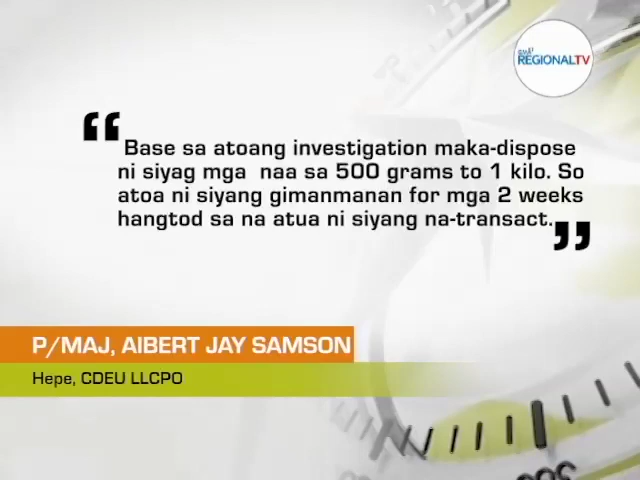 GMA
REGIONALTV
“
Base sa atoang investigation maka-dispose
ni siyag mga naa sa 500 grams to 1 kilo. So
atoa ni siyang gimanmanan for mga 2 weeks
hangtod sa na atua ni siyang na-transact.
”
P/MAJ, AIBERT JAY SAMSON
Hepe, CDEU LLCPO